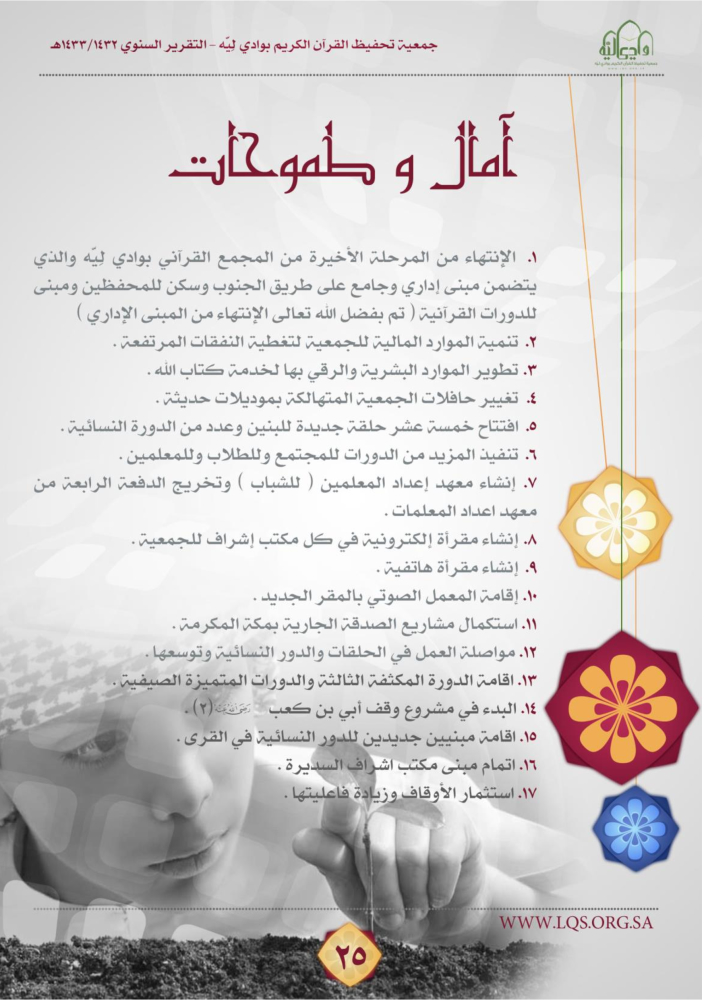 جمعية تحفيظ القرآن الكريم بوادي لِيّه - التقرير السنوي ١٤٣٣/١٤٣٢هـ
وادي ليّة
آمال و طموحات
١. الإنتهاء من المرحلة الأخيرة من المجمع القرآني بوادي لِيّه والذي
يتضمن مبنى إداري وجامع على طريق الجنوب وسكن للمحفظين ومبنى
للدورات القرآنية ( تم بفضل الله تعالى الإنتهاء من المبنى الإداري )
٢. تنمية الموارد المالية للجمعية لتغطية النفقات المرتفعة .
٣. تطوير الموارد البشرية والرقي بها لخدمة كتاب الله .
٤. تغيير حافلات الجمعية المتهالكة بموديلات حديثة .
٥. افتتاح خمسة عشر حلقة جديدة للبنين وعدد من الدورة النسائية .
٦. تنفيذ المزيد من الدورات للمجتمع وللطلاب وللمعلمين .
٧. إنشاء معهد إعداد المعلمين ( للشباب ) وتخريج الدفعة الرابعة من
معهد اعداد المعلمات .
٨. إنشاء مقرأة إلكترونية في كل مكتب إشراف للجمعية .
٩. إنشاء مقرأة هاتفية .
١٠. إقامة المعمل الصوتي بالمقر الجديد .
١١. استكمال مشاريع الصدقة الجارية بمكة المكرمة .
١٢. مواصلة العمل في الحلقات والدور النسائية وتوسعها .
١٣. اقامة الدورة المكثفة الثالثة والدورات المتميزة الصيفية .
١٤. البدء في مشروع وقف أبي بن كعب رضي الله عنه (٢) .
١٥. اقامة مبنيين جديدين للدور النسائية في القرى .
١٦. اتمام مبنى مكتب اشراف السديرة .
١٧. استثمار الأوقاف وزيادة فاعليتها .
WWW.LQS.ORG.SA
٢٥